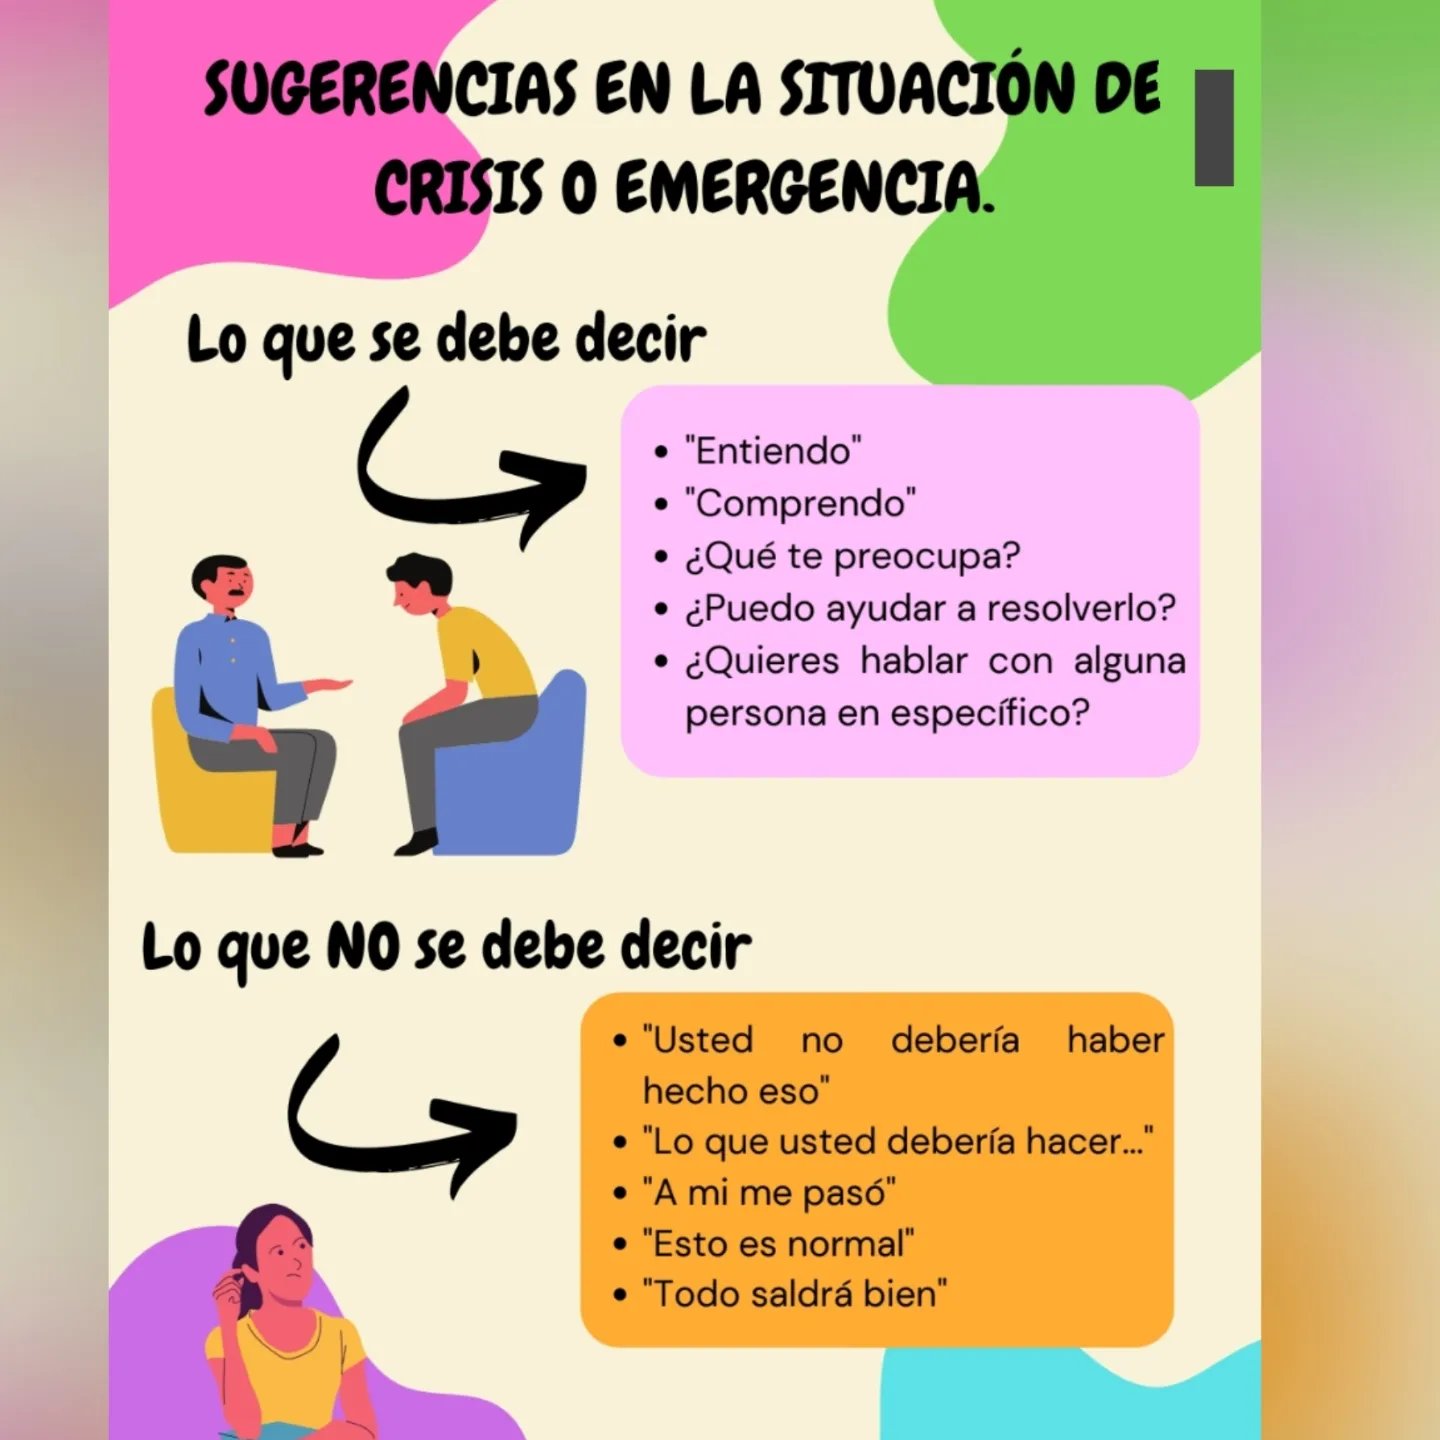 SUGERENCIAS EN LA SITUACIÓN DE
CRISIS O EMERGENCIA.
Lo que se debe decir
• "Entiendo"
• "Comprendo"
• ¿Qué te preocupa?
• ¿Puedo ayudar a resolverlo?
• ¿Quieres hablar con alguna
persona en específico?
Lo que NO se debe decir
• "Usted no debería haber
hecho eso"
• "Lo que usted debería hacer..."
• "A mi me pasó"
• "Esto es normal"
• "Todo saldrá bien"